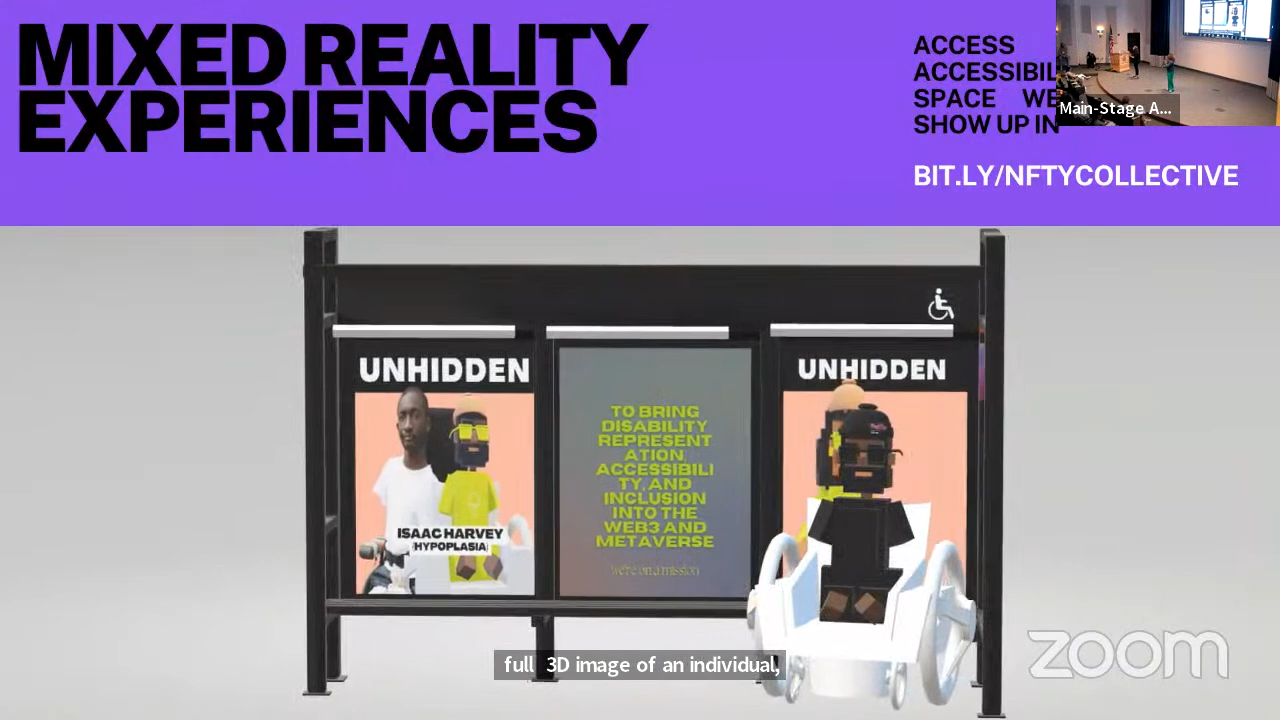 MIXED REALITY
EXPERIENCES
ACCESS
ACCESSIBIL
SPACE WE
SHOW UP IN
BIT.LY/NFTYCOLLECTIVE
Main-Stage A...
UNHIDDEN
ISAAC HARVEY
(HYPOPLASIA)
TO BRING
DISABILITY
REPRESENT
ATION
ACCESSIBILI
TY, AND
INCLUSION
INTO THE
WEB3 AND
METAVERSE
we're on a mission
UNHIDDEN
full 3D image of an individual,
zoom